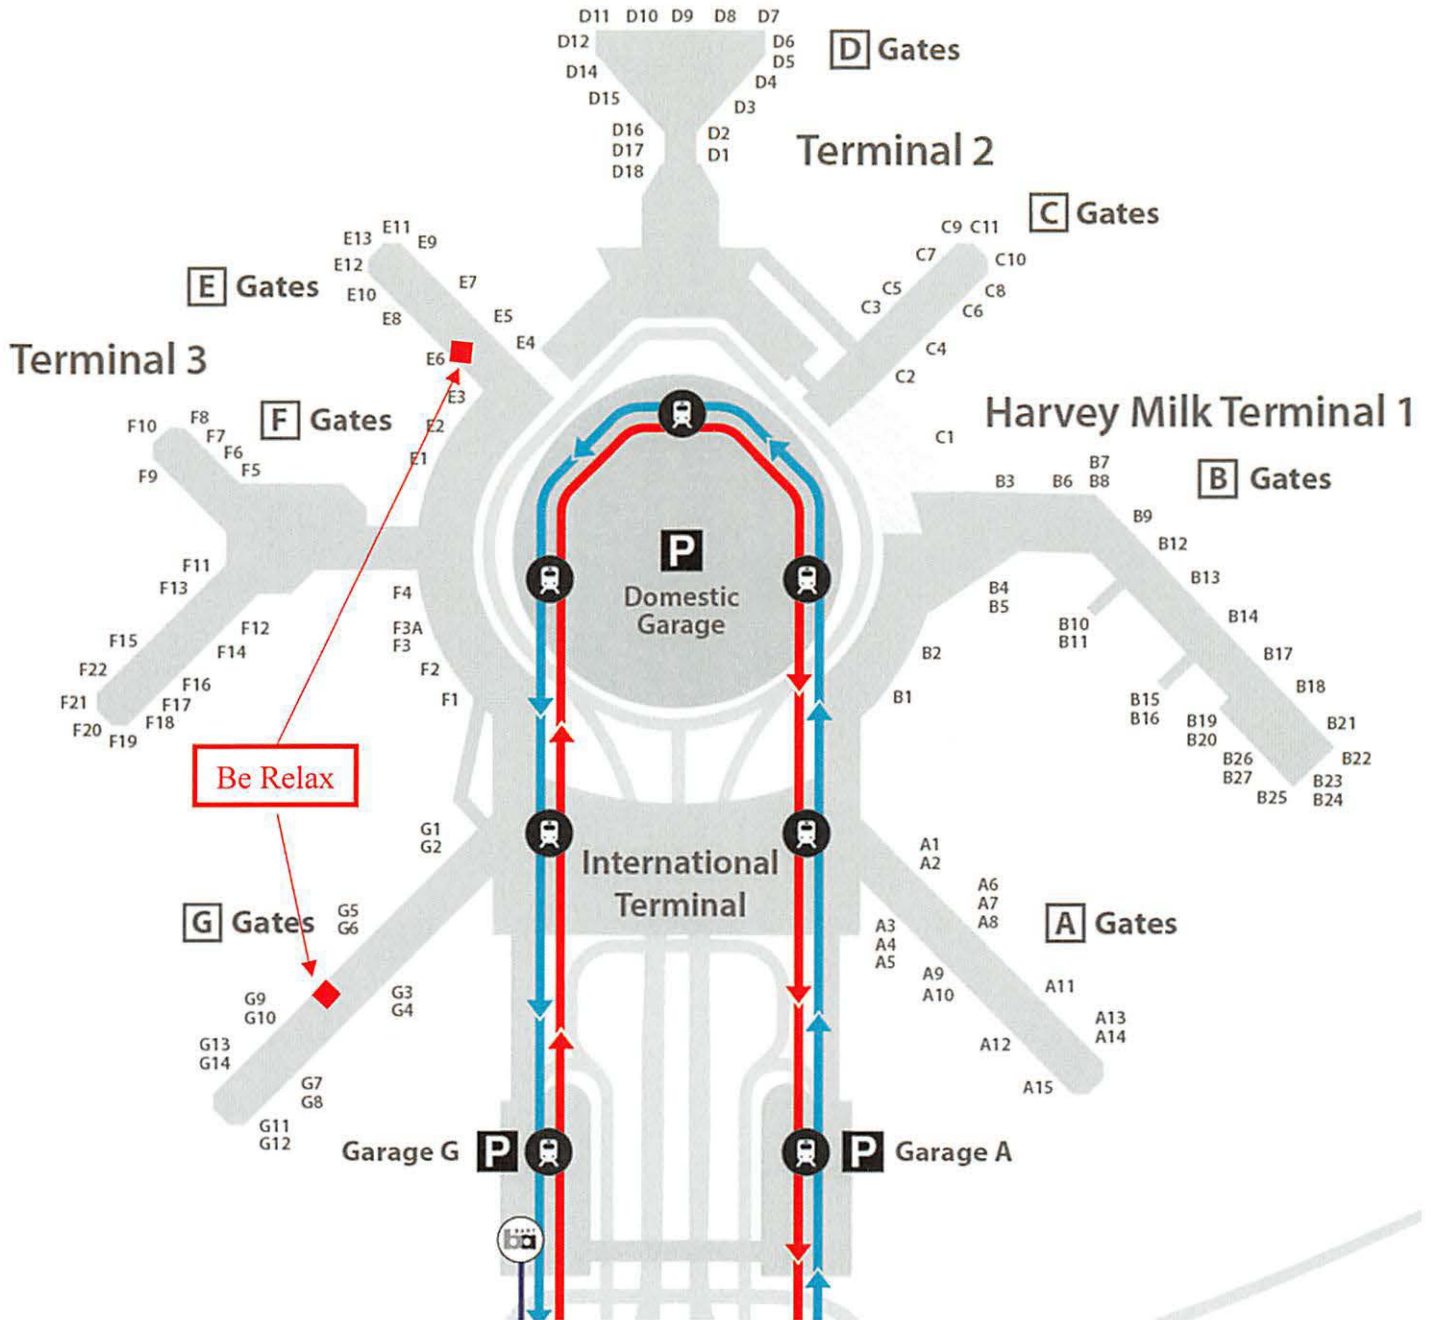 D11 D10 D9 D8 D7
D12
D6
D5
D14
D4
D15
D3
D16
D17
D18
D2
D1
D Gates
Terminal 2
C9 C11
C7
C10
C5
C8
C3
C6
C4
C2
C1
C Gates
E13 E11 E9
E12
E7
E10
E5
E8
E4
E6
E3
E2
E1
E Gates
Terminal 3
F Gates
F10 F8
F7
F6
F5
F9
F11
F13
F4
F15
F12
F3A
F3
F14
F22
F2
F16
F21
F17
F1
F18
F20
F19
Harvey Milk Terminal 1
B Gates
B3 B6
B7
B8
B9
B12
B13
B4
B5
B14
B10
B11
B2
B17
B1
B18
B15
B16
B19
B20
B21
B26
B27
B22
B23
B24
B25
P
Domestic
Garage
Be Relax
International
Terminal
G1
G2
G5
G6
G Gates
G3
G4
G9
G10
G13
G14
G7
G8
G11
G12
A1
A2
A6
A7
A8
A3
A4
A5
A Gates
A9
A10
A11
A13
A14
A12
A15
Garage G P
P Garage A
BART
ba